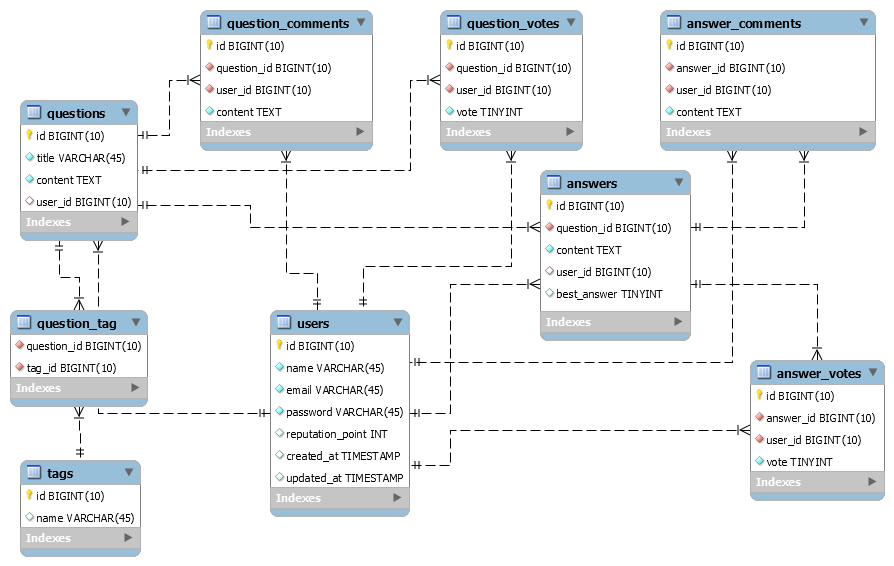 question_comments
id BIGINT(10)
question_id BIGINT(10)
user_id BIGINT(10)
content TEXT
Indexes
question_votes
id BIGINT(10)
question_id BIGINT(10)
user_id BIGINT(10)
vote TINYINT
Indexes
answer_comments
id BIGINT(10)
answer_id BIGINT(10)
user_id BIGINT(10)
content TEXT
Indexes
questions
id BIGINT(10)
title VARCHAR(45)
content TEXT
user_id BIGINT(10)
Indexes
answers
id BIGINT(10)
question_id BIGINT(10)
content TEXT
user_id BIGINT(10)
best_answer TINYINT
Indexes
question_tag
question_id BIGINT(10)
tag_id BIGINT(10)
Indexes
users
id BIGINT(10)
name VARCHAR(45)
email VARCHAR(45)
password VARCHAR(45)
reputation_point INT
created_at TIMESTAMP
updated_at TIMESTAMP
Indexes
answer_votes
id BIGINT(10)
answer_id BIGINT(10)
user_id BIGINT(10)
vote TINYINT
Indexes
tags
id BIGINT(10)
name VARCHAR(45)
Indexes